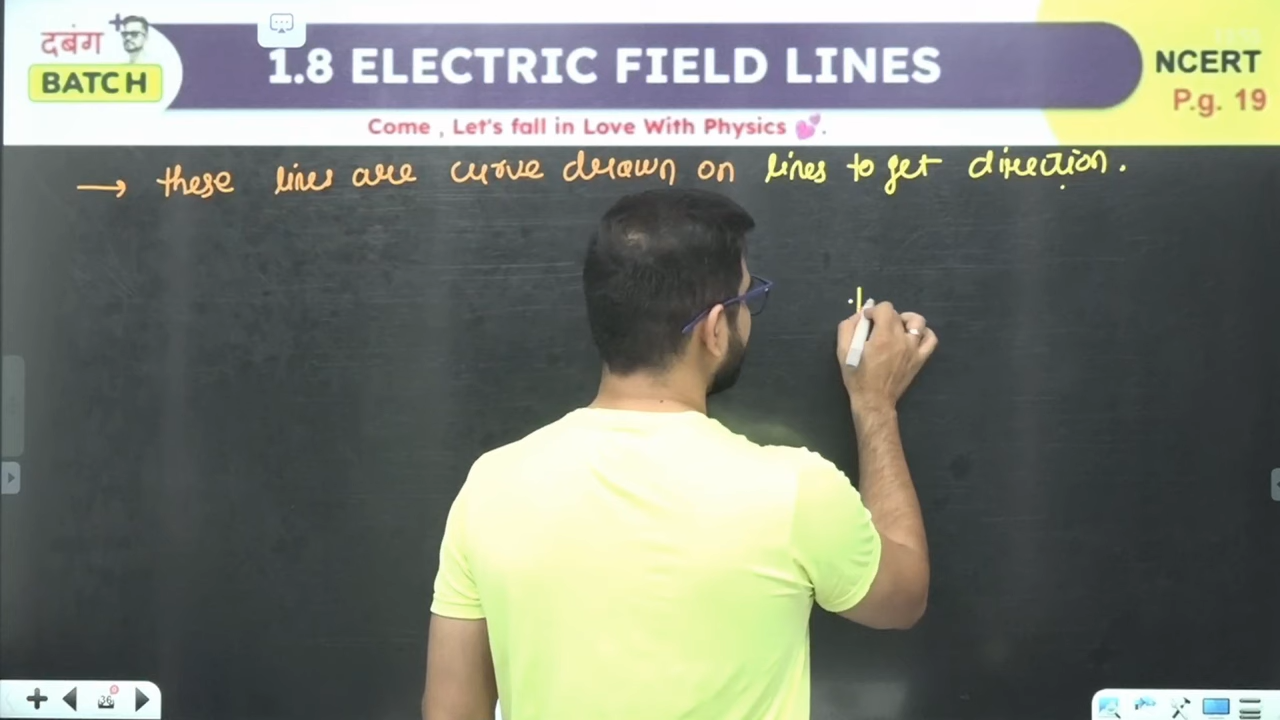 दबंग
BATCH
1.8 ELECTRIC FIELD LINES
NCERT
P.g. 19
Come , Let's fall in Love With Physics 💕.
→ these lines are curve drawn on lines to get direction.
36